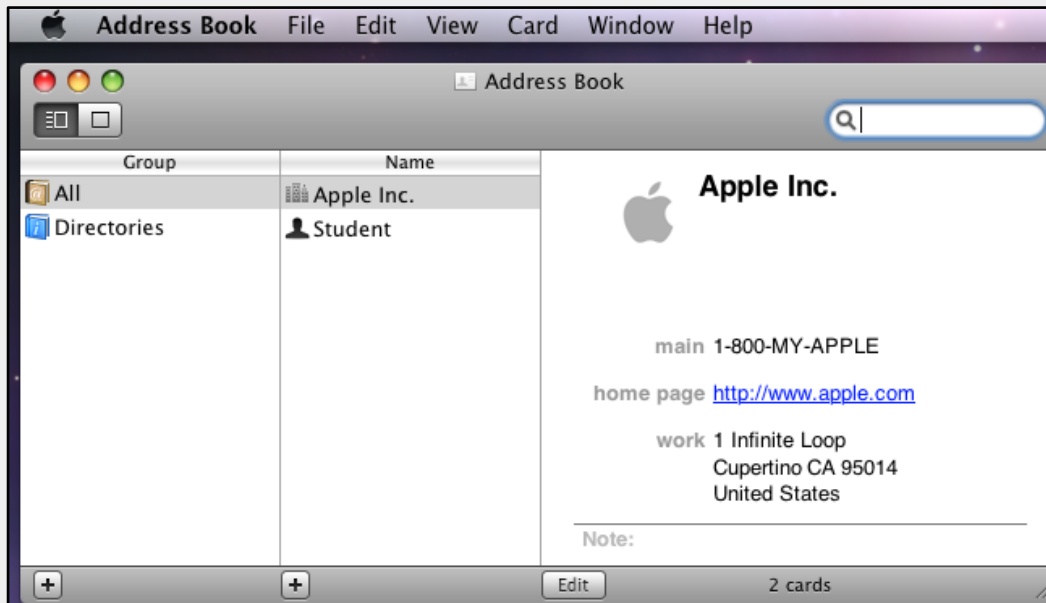 Address Book File Edit View Card Window Help
Address Book
Group
All
Directories
Name
Apple Inc.
Student
Apple Inc.
main 1-800-MY-APPLE
home page http://www.apple.com
work 1 Infinite Loop
Cupertino CA 95014
United States
Note:
Edit
2 cards